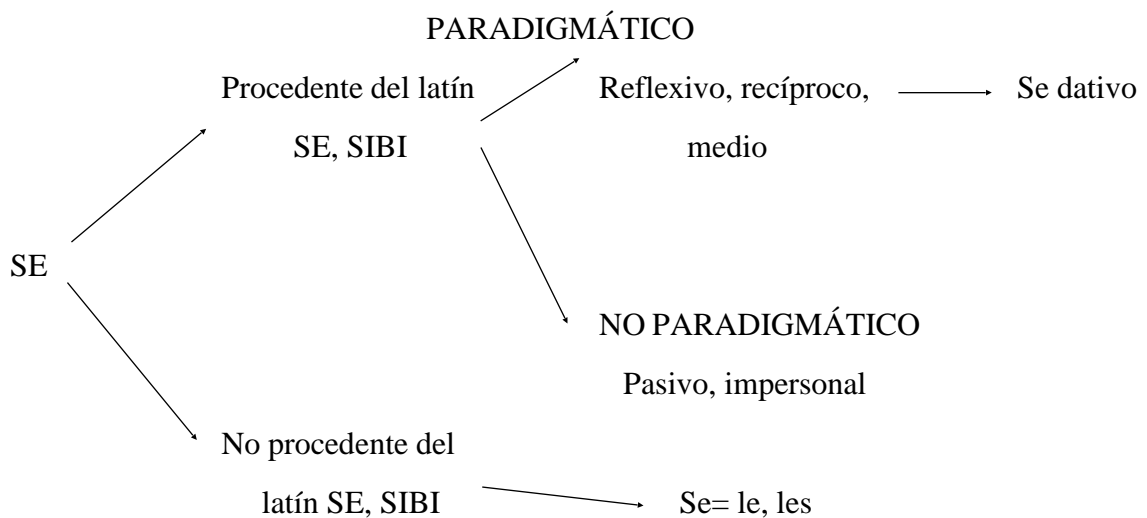 PARADIGMÁTICO
Procedente del latín
SE, SIBI
Reflexivo, recíproco,
medio
Se dativo
SE
NO PARADIGMÁTICO
Pasivo, impersonal
No procedente del
latín SE, SIBI
Se= le, les